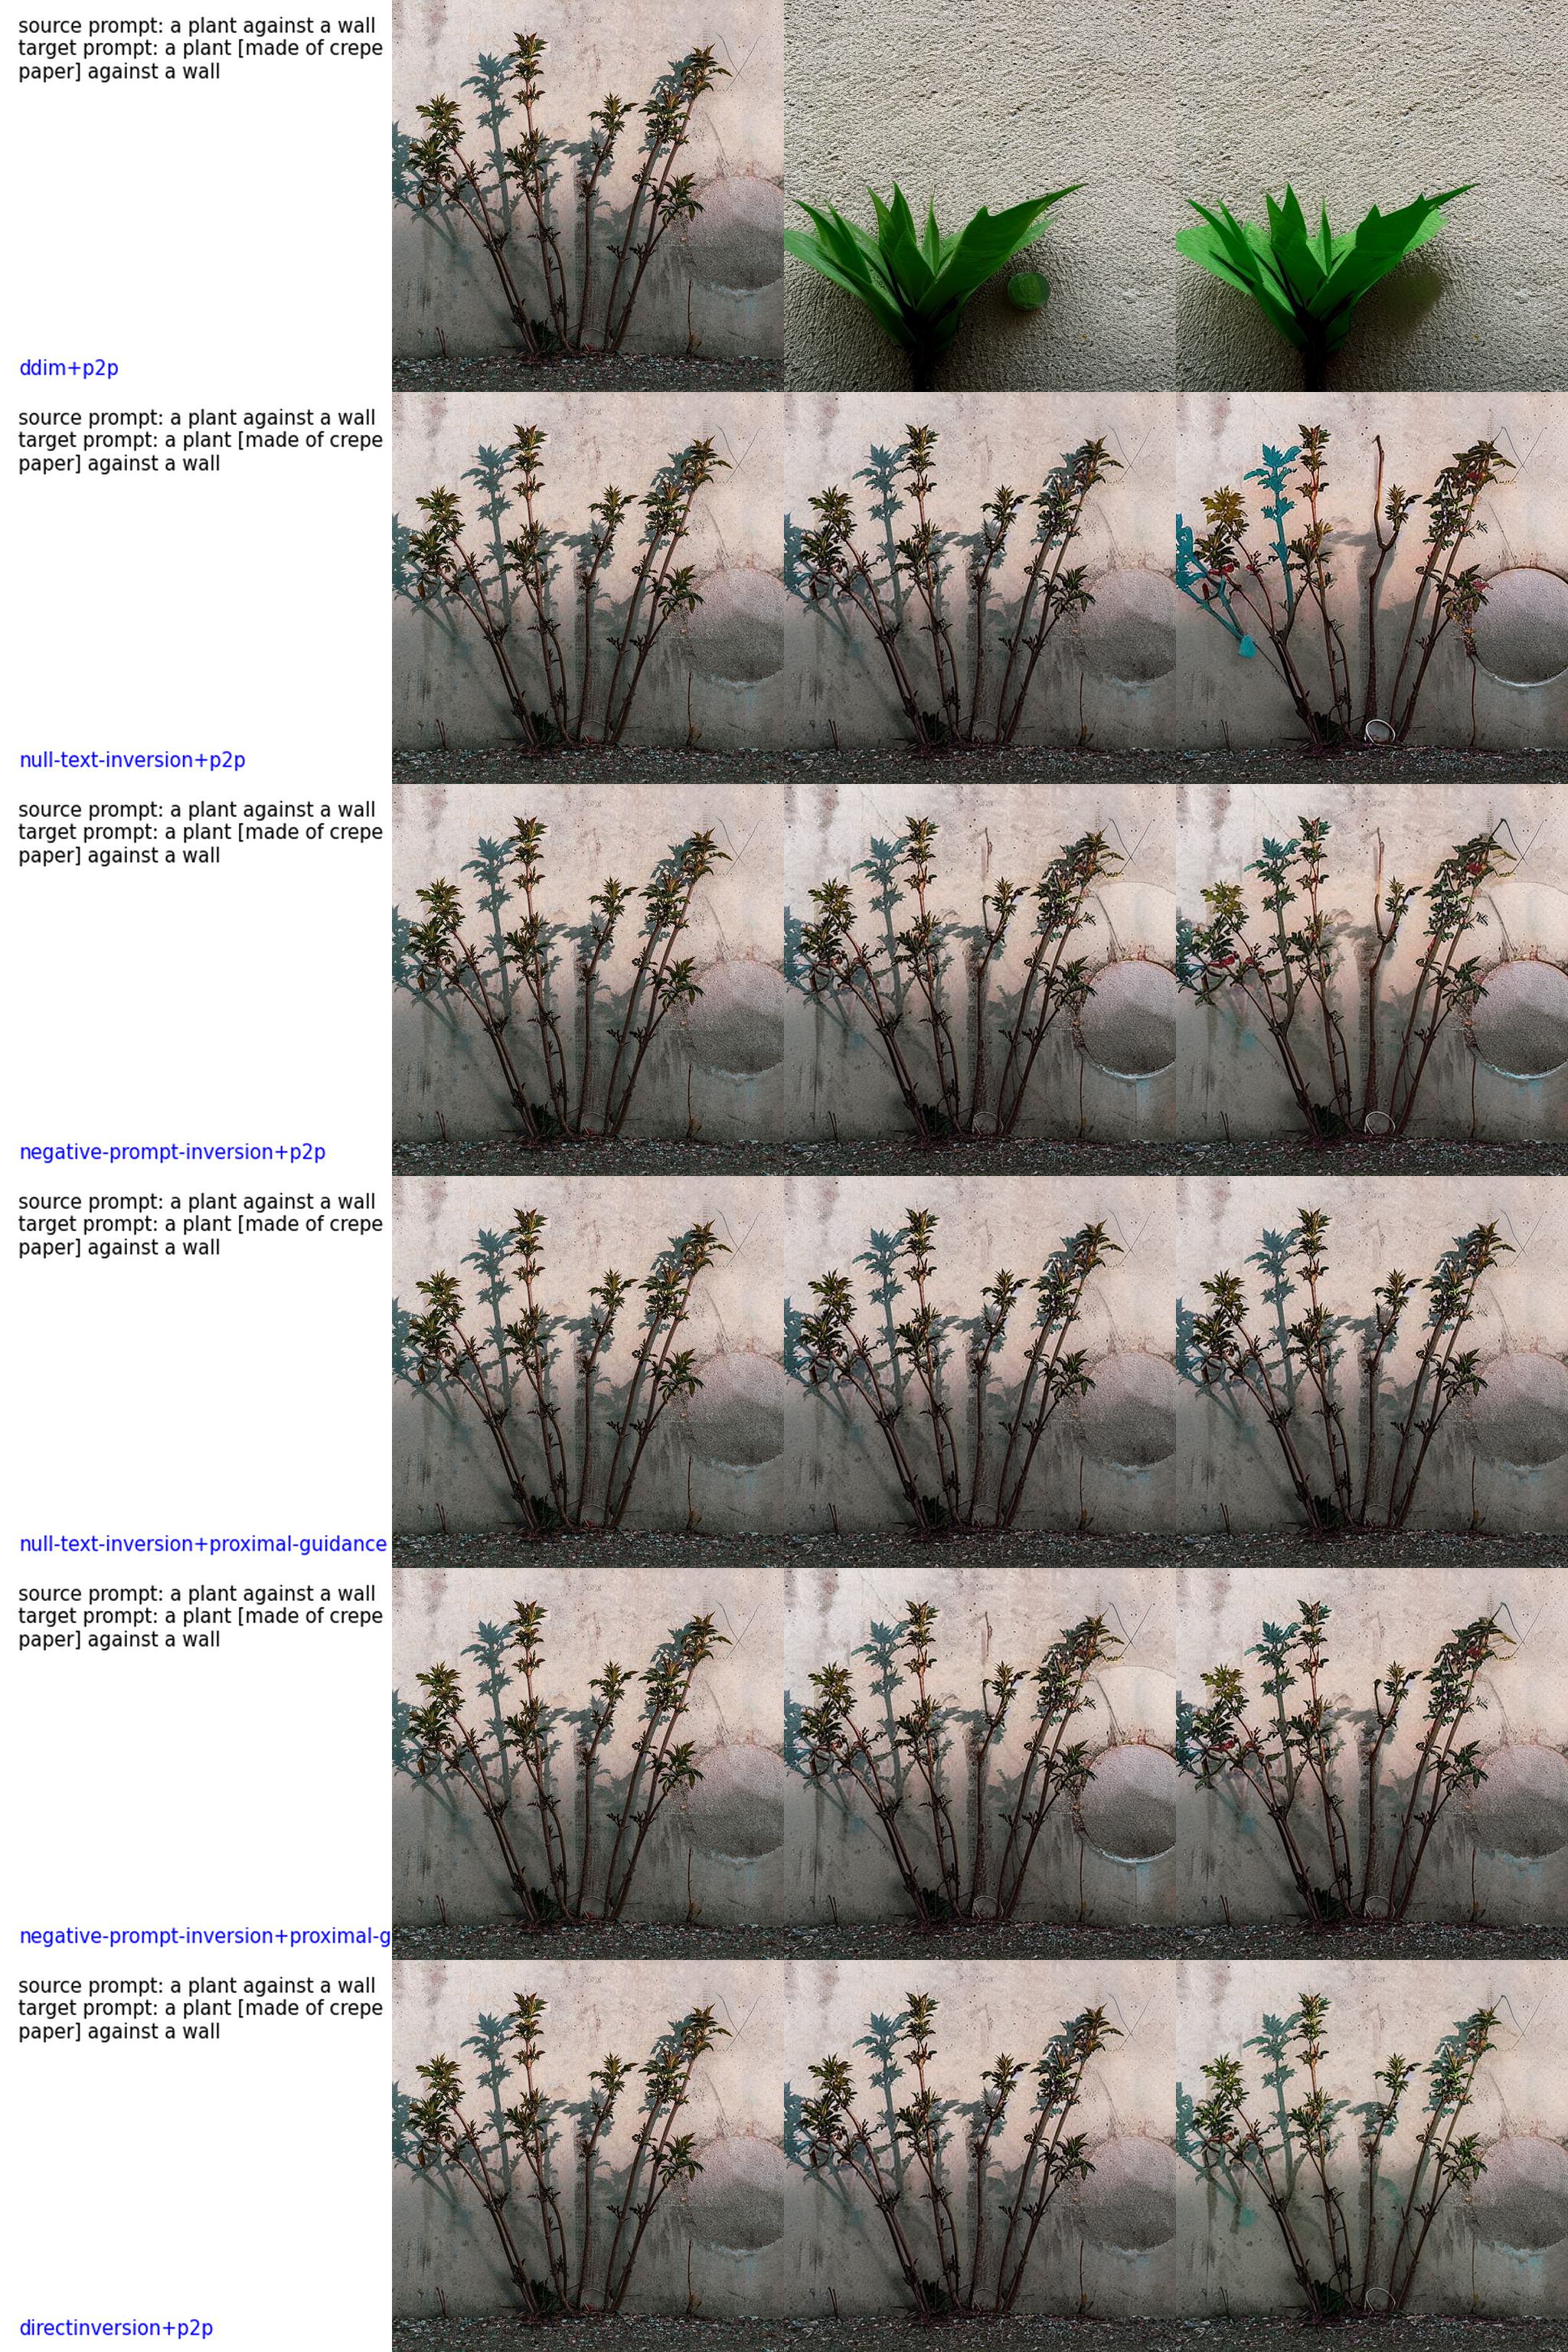 source prompt: a plant against a wall
target prompt: a plant [made of crepe
paper] against a wall
ddim+p2p
source prompt: a plant against a wall
target prompt: a plant [made of crepe
paper] against a wall
null-text-inversion+p2p
source prompt: a plant against a wall
target prompt: a plant [made of crepe
paper] against a wall
negative-prompt-inversion+p2p
source prompt: a plant against a wall
target prompt: a plant [made of crepe
paper] against a wall
null-text-inversion+proximal-guidance
source prompt: a plant against a wall
target prompt: a plant [made of crepe
paper] against a wall
negative-prompt-inversion+proximal-g
source prompt: a plant against a wall
target prompt: a plant [made of crepe
paper] against a wall
directinversion+p2p